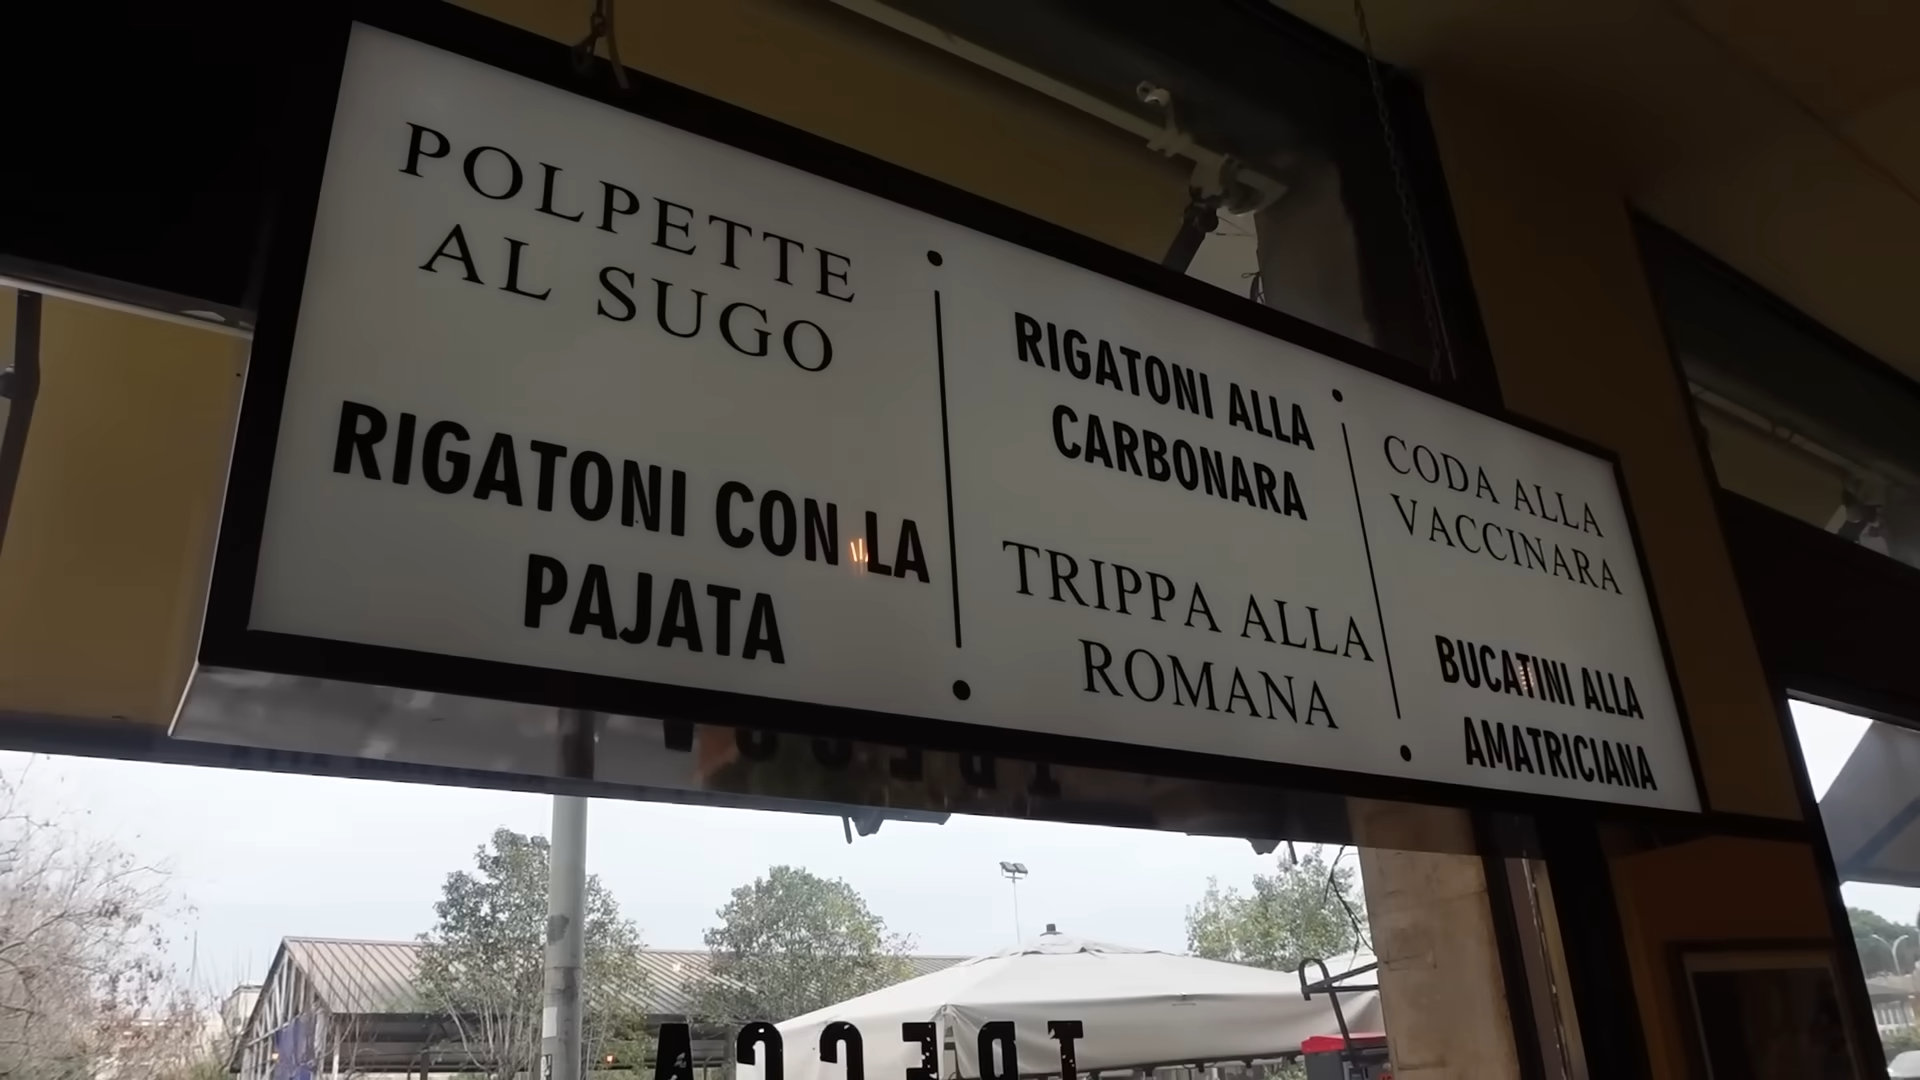 POLPETTE
AL SUGO
RIGATONI CON LA
PAJATA
RIGATONI ALLA
CARBONARA
TRIPPA ALLA
ROMANA
CODA ALLA
VACCINARA
BUCATINI ALLA
AMATRICIANA
TRECCA